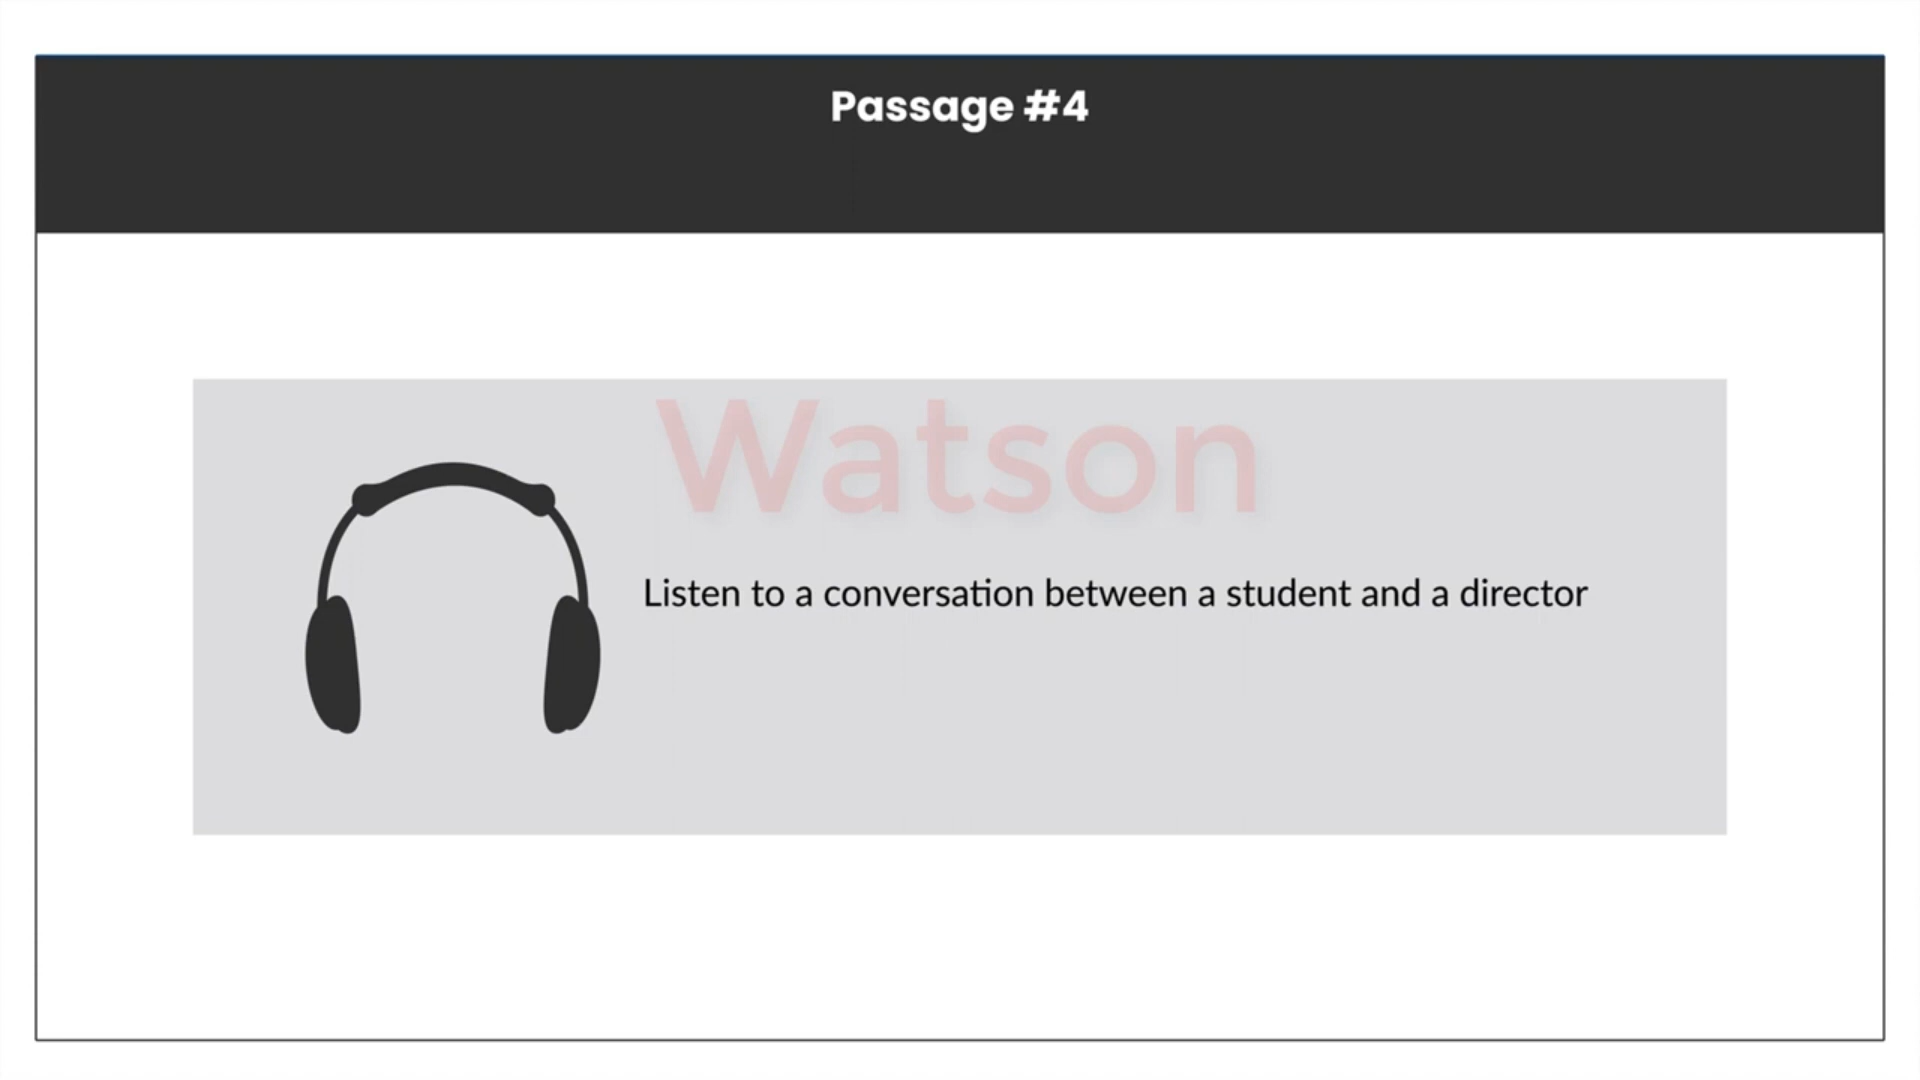 Passage #4
Watson
Listen to a conversation between a student and a director